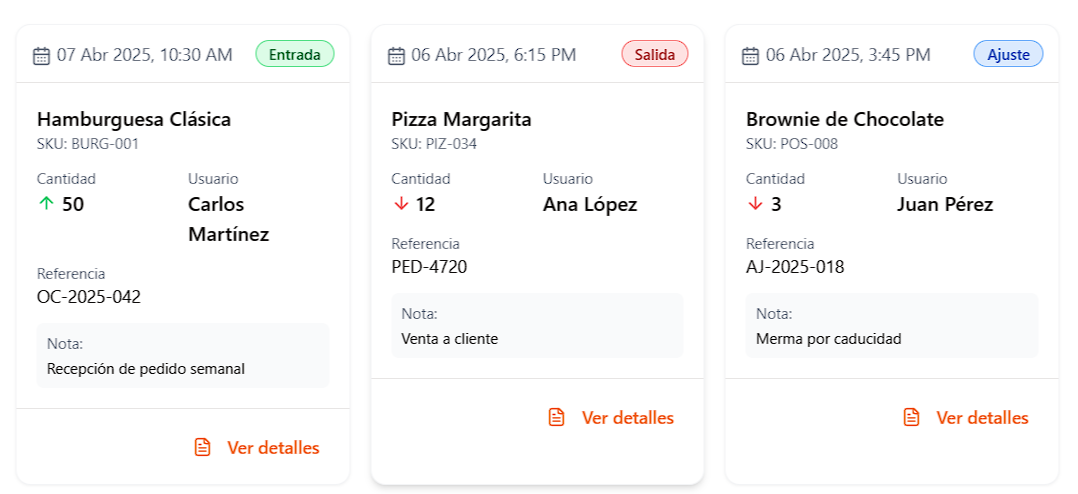 07 Abr 2025, 10:30 AM
Entrada
Hamburguesa Clásica
SKU: BURG-001
Cantidad
50
Usuario
Carlos
Martínez
Referencia
OC-2025-042
Nota:
Recepción de pedido semanal
Ver detalles
06 Abr 2025, 6:15 PM
Salida
Pizza Margarita
SKU: PIZ-034
Cantidad
12
Usuario
Ana López
Referencia
PED-4720
Nota:
Venta a cliente
Ver detalles
06 Abr 2025, 3:45 PM
Ajuste
Brownie de Chocolate
SKU: POS-008
Cantidad
3
Usuario
Juan Pérez
Referencia
AJ-2025-018
Nota:
Merma por caducidad
Ver detalles